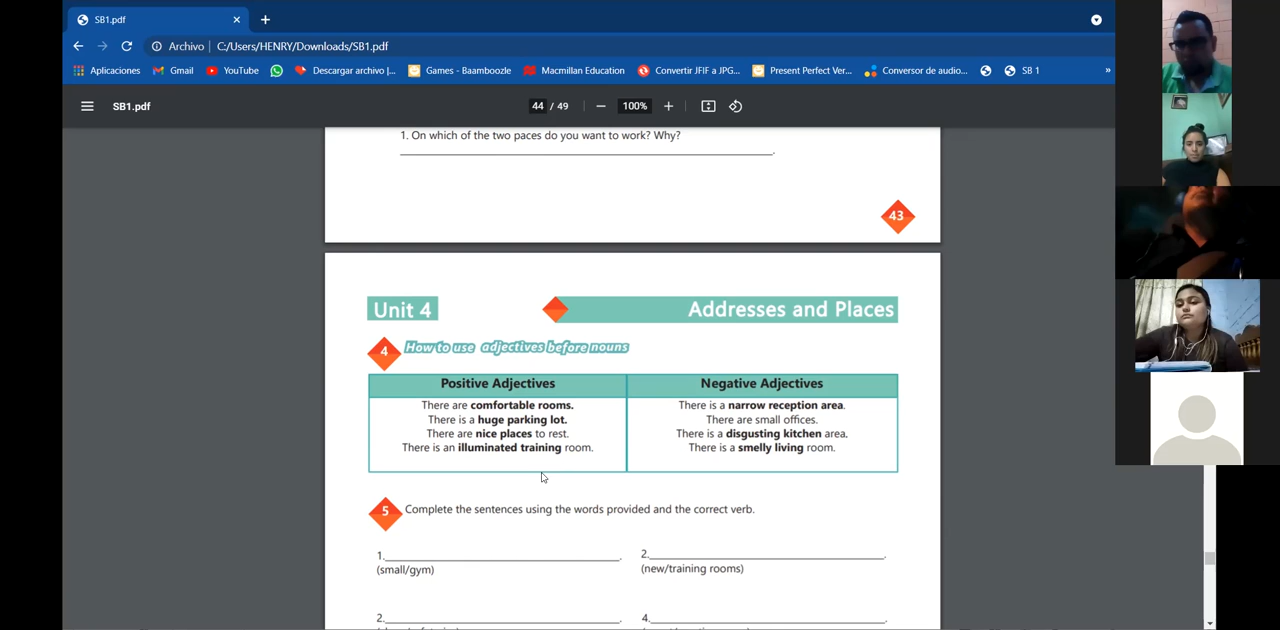 SB1.pdf
Archivo | C:/Users/HENRY/Downloads/SB1.pdf
Aplicaciones Gmail YouTube Descargar archivo |... Games - Baamboozle Macmillan Education Convertir JFIF a JPG... Present Perfect Ver... Conversor de audio... SB 1 »
SB1.pdf 44 / 49 100%
1. On which of the two paces do you want to work? Why?
43
Unit 4 Addresses and Places
4 How to use adjectives before nouns
Positive Adjectives
There are comfortable rooms.
There is a huge parking lot.
There are nice places to rest.
There is an illuminated training room.
Negative Adjectives
There is a narrow reception area.
There are small offices.
There is a disgusting kitchen area.
There is a smelly living room.
5 Complete the sentences using the words provided and the correct verb.
1. .
(small/gym)
2. .
(new/training rooms)
2. .
4. .